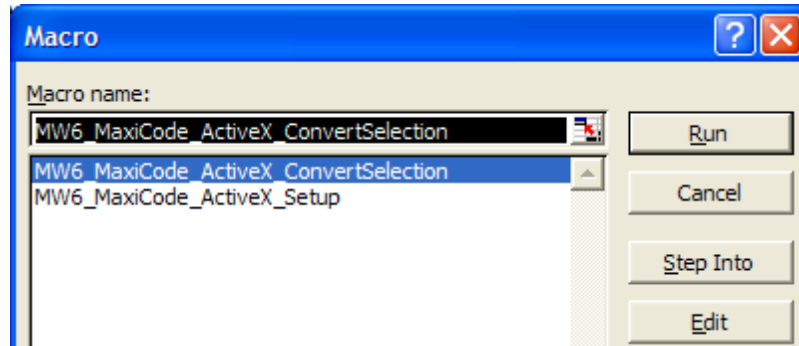 Macro
Macro name:
MW6_MaxiCode_ActiveX_ConvertSelection
Run
MW6_MaxiCode_ActiveX_ConvertSelection
MW6_MaxiCode_ActiveX_Setup
Cancel
Step Into
Edit